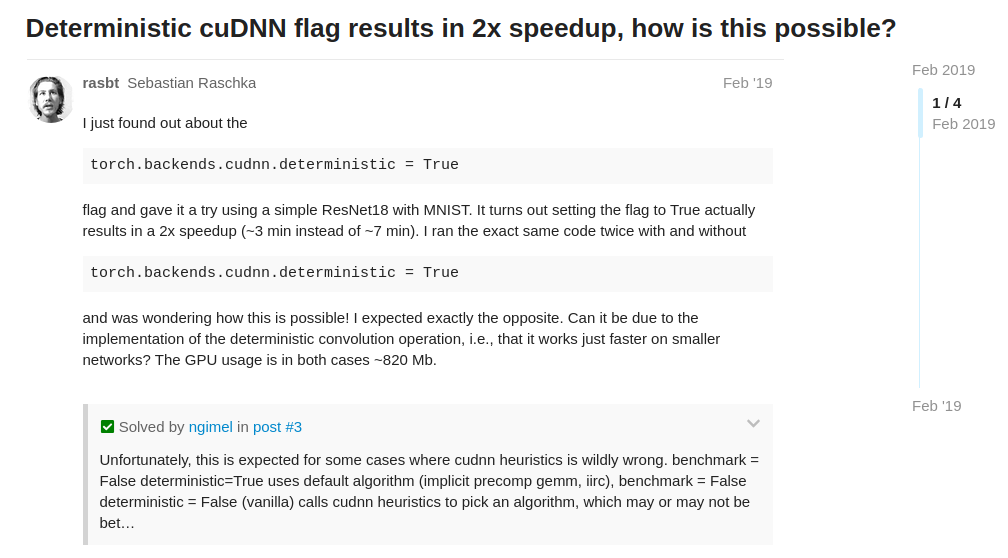 Deterministic cuDNN flag results in 2x speedup, how is this possible?
rasbt Sebastian Raschka Feb '19
I just found out about the
torch.backends.cudnn.deterministic = True
flag and gave it a try using a simple ResNet18 with MNIST. It turns out setting the flag to True actually
results in a 2x speedup (~3 min instead of ~7 min). I ran the exact same code twice with and without
torch.backends.cudnn.deterministic = True
and was wondering how this is possible! I expected exactly the opposite. Can it be due to the
implementation of the deterministic convolution operation, i.e., that it works just faster on smaller
networks? The GPU usage is in both cases ~820 Mb.
Solved by ngimel in post #3
Unfortunately, this is expected for some cases where cudnn heuristics is wildly wrong. benchmark =
False deterministic=True uses default algorithm (implicit precomp gemm, iirc), benchmark = False
deterministic = False (vanilla) calls cudnn heuristics to pick an algorithm, which may or may not be
bet…
Feb 2019
1 / 4
Feb 2019
Feb '19